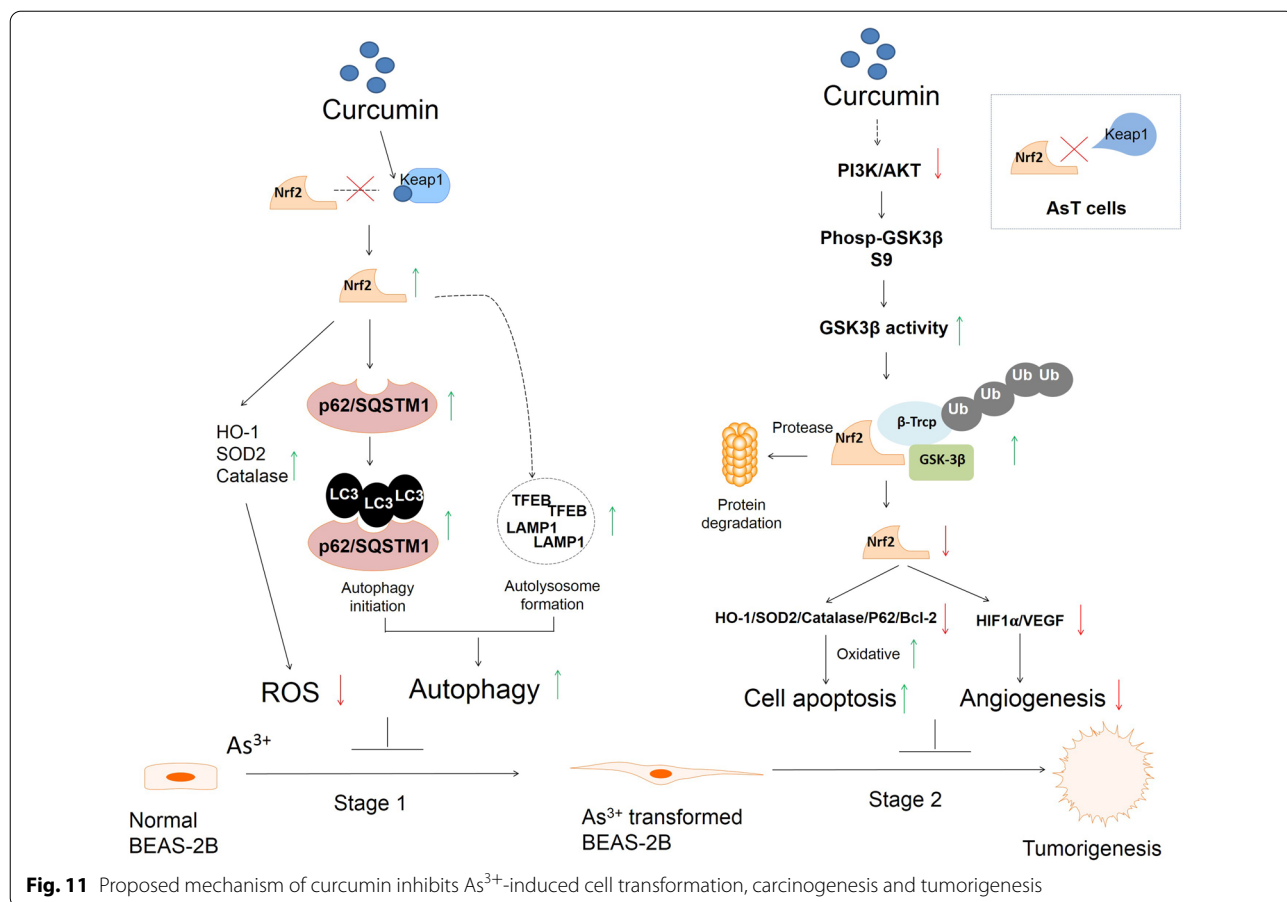 Curcumin
Keap1
Nrf2
Nrf2
p62/SQSTM1
HO-1
SOD2
Catalase
LC3 LC3 LC3
p62/SQSTM1
TFEB
TFEB
LAMP1
LAMP1
Autophagy
initiation
Autolysosome
formation
ROS
Autophagy
As³⁺
Stage 1
Normal
BEAS-2B
As³⁺ transformed
BEAS-2B
Curcumin
PI3K/AKT
Phosp-GSK3β
S9
GSK3β activity
Keap1
Nrf2
AsT cells
Ub Ub
Ub
Ub
β-Trcp
Nrf2
GSK-3β
Protease
Protein
degradation
Nrf2
HO-1/SOD2/Catalase/P62/Bcl-2
HIF1α/VEGF
Oxidative
Cell apoptosis
Angiogenesis
Stage 2
Tumorigenesis
Fig. 11 Proposed mechanism of curcumin inhibits As³⁺-induced cell transformation, carcinogenesis and tumorigenesis